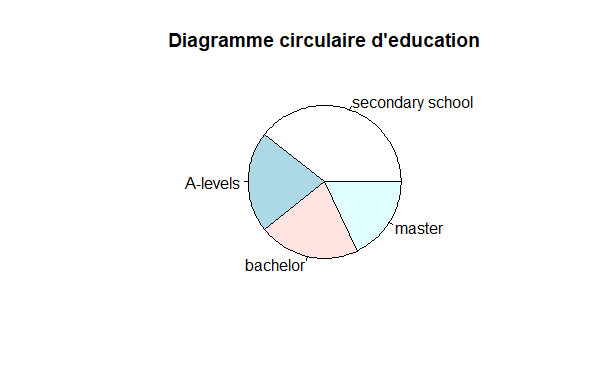 Diagramme circulaire d'education
secondary school
A-levels
master
bachelor